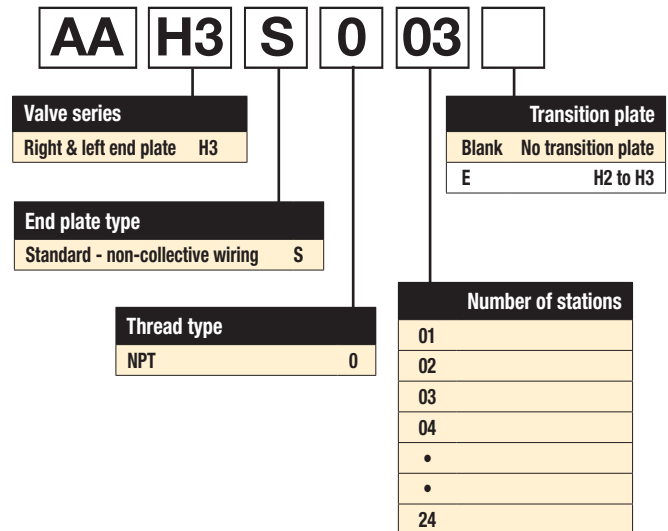 AA H3 S 0 03
Valve series
Right & left end plate H3
Transition plate
Blank No transition plate
E H2 to H3
End plate type
Standard - non-collective wiring S
Thread type
NPT 0
Number of stations
01
02
03
04
•
•
24